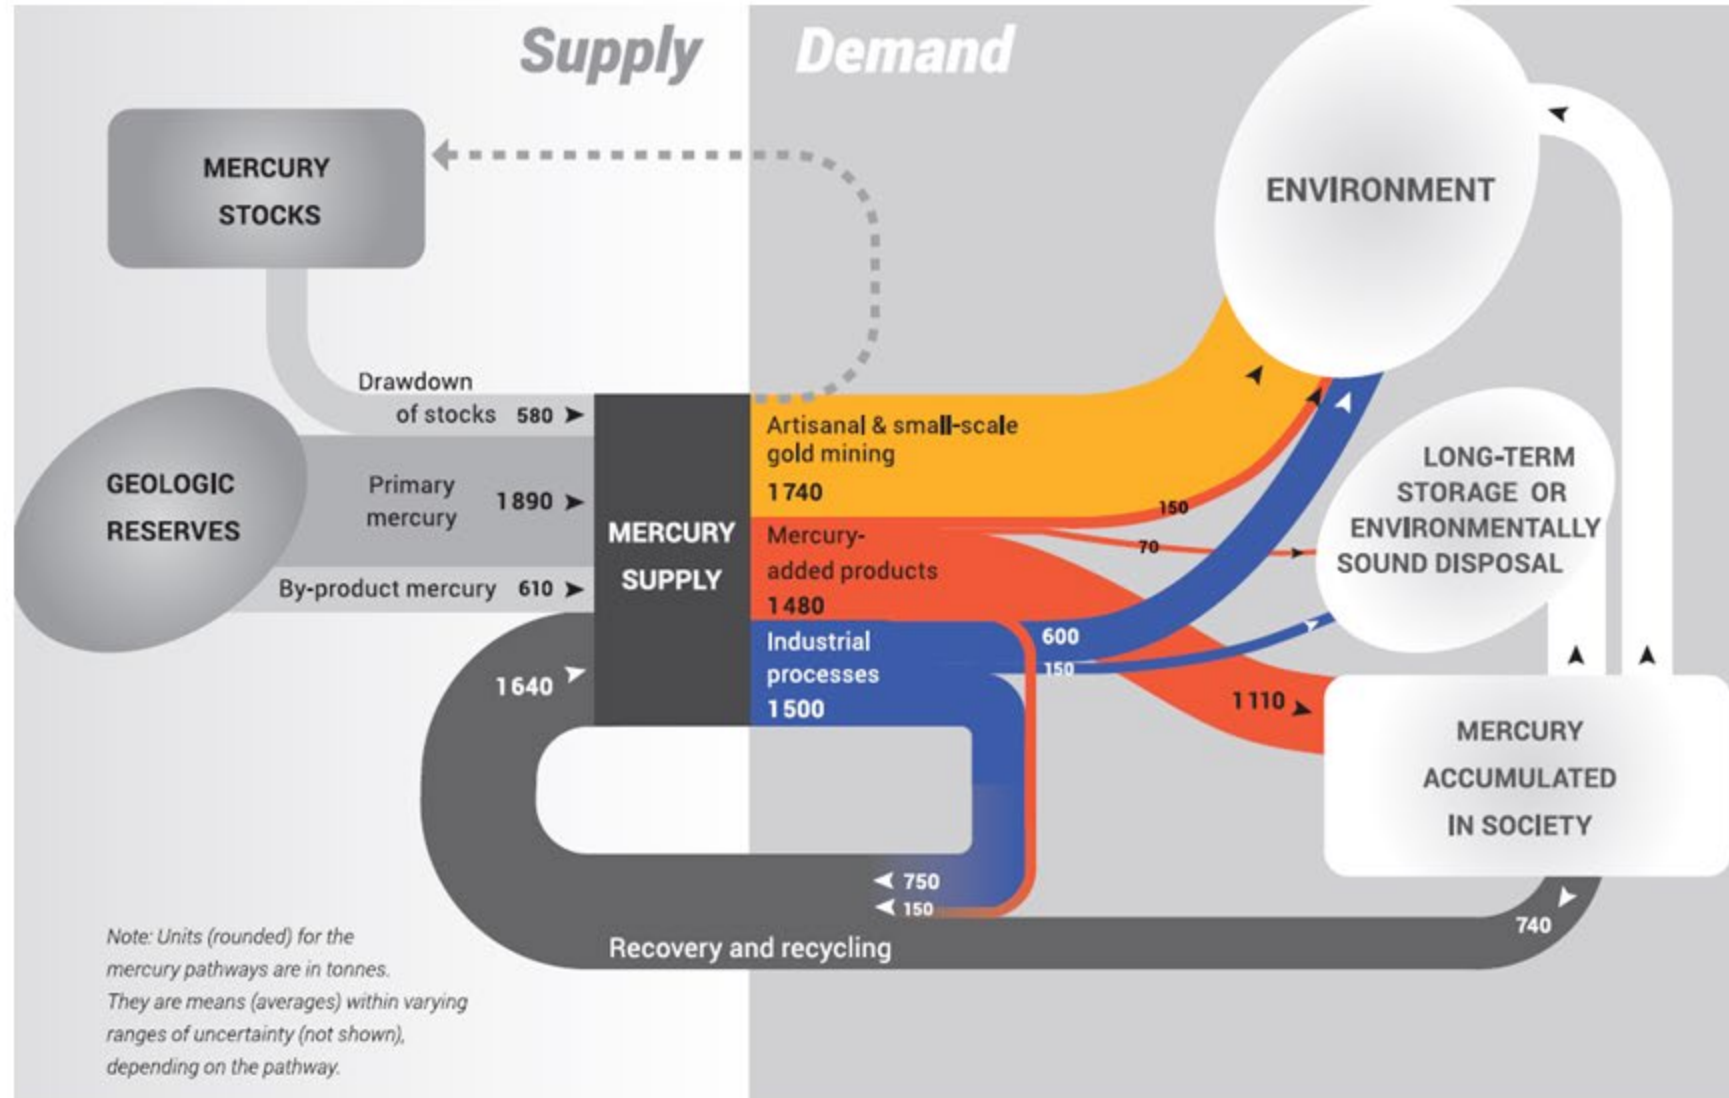 Supply
Demand
MERCURY
STOCKS
ENVIRONMENT
Drawdown
of stocks 580
GEOLOGIC
RESERVES
Primary
mercury
1890
By-product mercury 610
1640
MERCURY
SUPPLY
Artisanal & small-scale
gold mining
1740
150
Mercury-
added products
1480
70
Industrial
processes
1500
600
150
1110
LONG-TERM
STORAGE OR
ENVIRONMENTALLY
SOUND DISPOSAL
MERCURY
ACCUMULATED
IN SOCIETY
750
150
740
Recovery and recycling
Note: Units (rounded) for the
mercury pathways are in tonnes.
They are means (averages) within varying
ranges of uncertainty (not shown),
depending on the pathway.